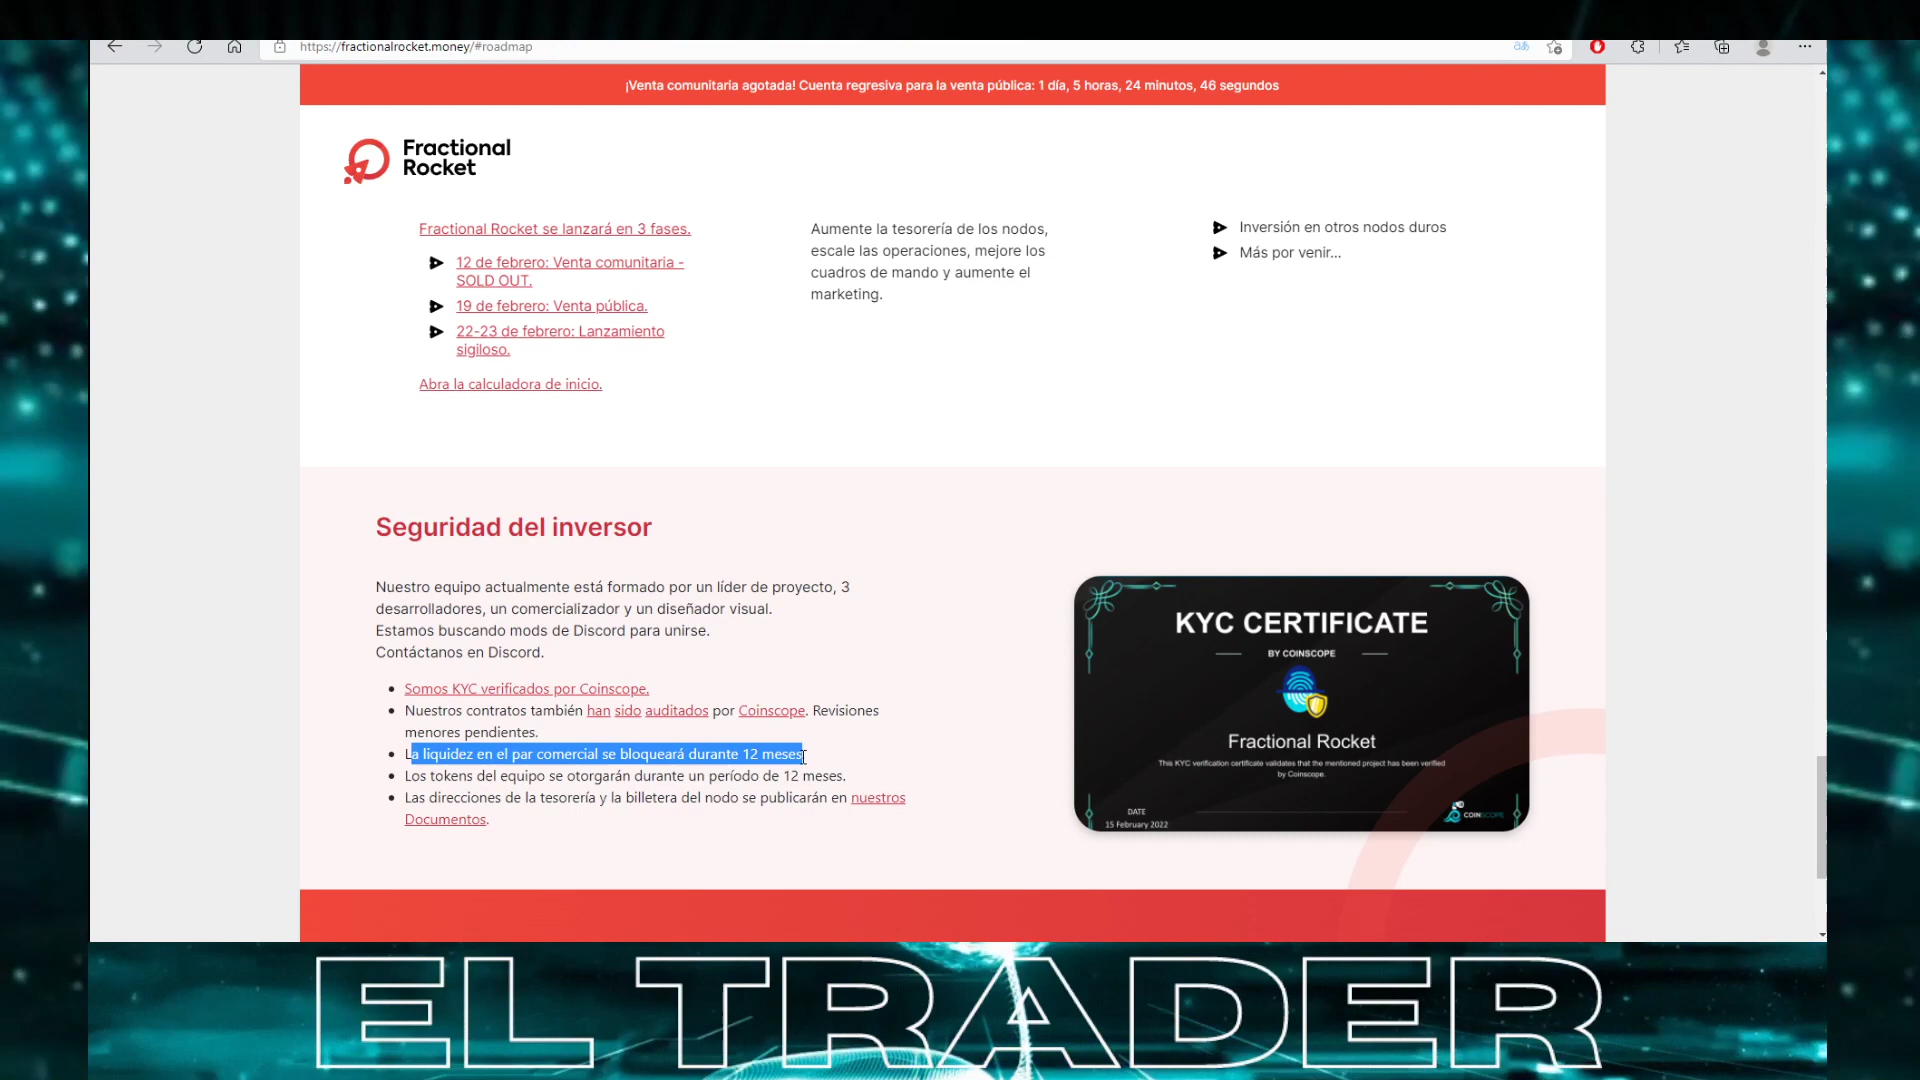 https://fractionalrocket.money/#roadmap
¡Venta comunitaria agotada! Cuenta regresiva para la venta pública: 1 día, 5 horas, 24 minutos, 46 segundos
Fractional
Rocket
Fractional Rocket se lanzará en 3 fases.
12 de febrero: Venta comunitaria -
SOLD OUT.
19 de febrero: Venta pública.
22-23 de febrero: Lanzamiento
sigiloso.
Abra la calculadora de inicio.
Aumente la tesorería de los nodos,
escale las operaciones, mejore los
cuadros de mando y aumente el
marketing.
Inversión en otros nodos duros
Más por venir...
Seguridad del inversor
Nuestro equipo actualmente está formado por un líder de proyecto, 3
desarrolladores, un comercializador y un diseñador visual.
Estamos buscando mods de Discord para unirse.
Contáctanos en Discord.
Somos KYC verificados por Coinscope.
Nuestros contratos también han sido auditados por Coinscope. Revisiones
menores pendientes.
La liquidez en el par comercial se bloqueará durante 12 meses
Los tokens del equipo se otorgarán durante un período de 12 meses.
Las direcciones de la tesorería y la billetera del nodo se publicarán en nuestros
Documentos.
KYC CERTIFICATE
BY COINSCOPE
Fractional Rocket
This KYC verification certificate validates that the mentioned project has been verified
by Coinscope.
DATE
15 February 2022
COINSCOPE
EL TRADER